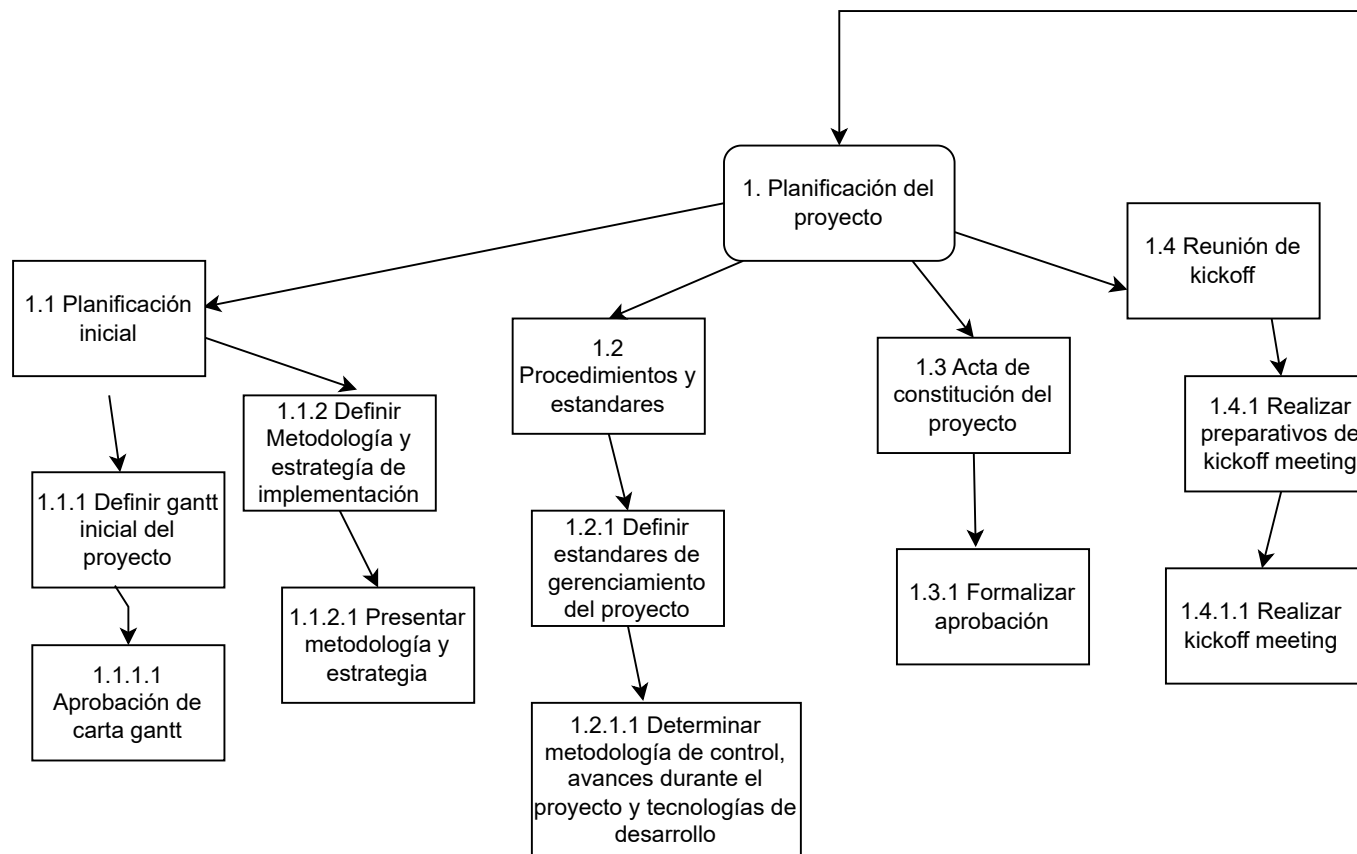 1. Planificación del
proyecto
1.4 Reunión de
kickoff
1.1 Planificación
inicial
1.2
Procedimientos y
estandares
1.3 Acta de
constitución del
proyecto
1.4.1 Realizar
preparativos de
kickoff meeting
1.1.2 Definir
Metodología y
estrategía de
implementación
1.1.1 Definir gantt
inicial del
proyecto
1.2.1 Definir
estandares de
gerenciamiento
del proyecto
1.3.1 Formalizar
aprobación
1.4.1.1 Realizar
kickoff meeting
1.1.2.1 Presentar
metodología y
estrategia
1.1.1.1
Aprobación de
carta gantt
1.2.1.1 Determinar
metodología de control,
avances durante el
proyecto y tecnologías de
desarrollo